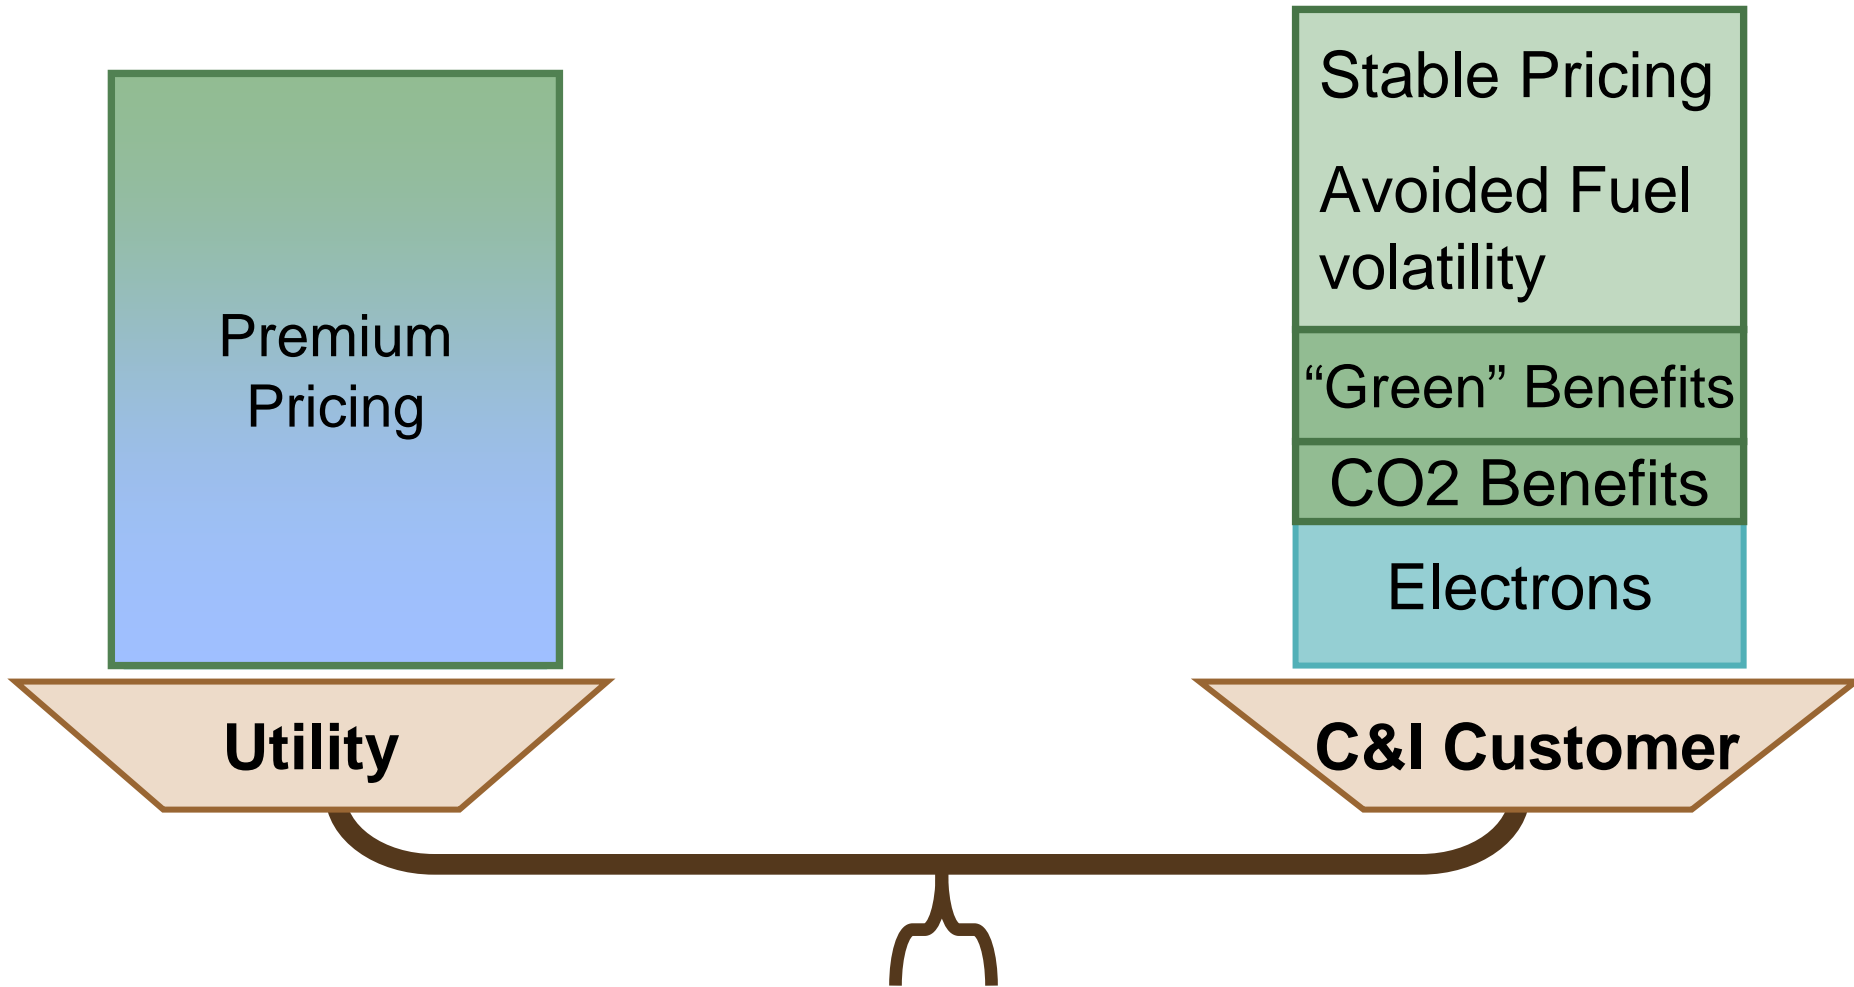 Premium
Pricing
Utility
Stable Pricing
Avoided Fuel
volatility
“Green” Benefits
CO2 Benefits
Electrons
C&I Customer